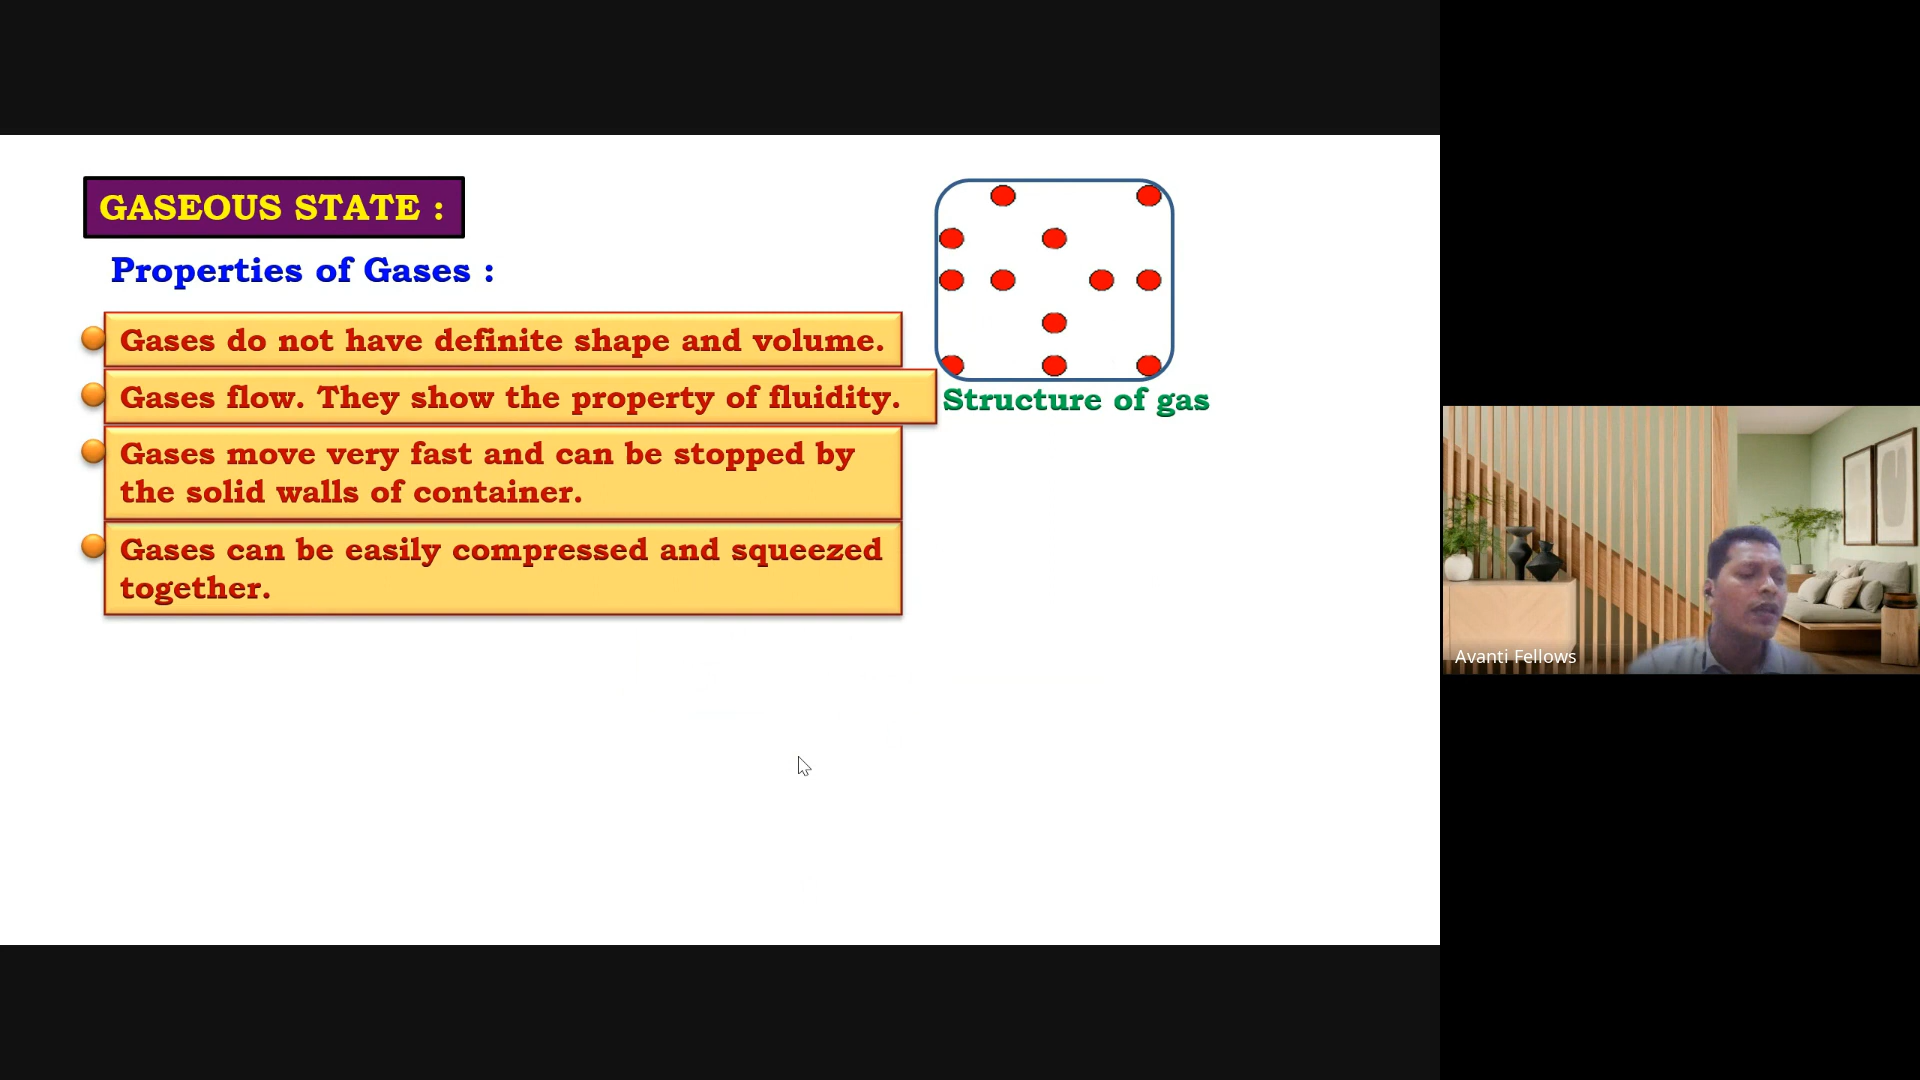 GASEOUS STATE :
Properties of Gases :
Gases do not have definite shape and volume.
Gases flow. They show the property of fluidity.
Structure of gas
Gases move very fast and can be stopped by
the solid walls of container.
Gases can be easily compressed and squeezed
together.
Avanti Fellows